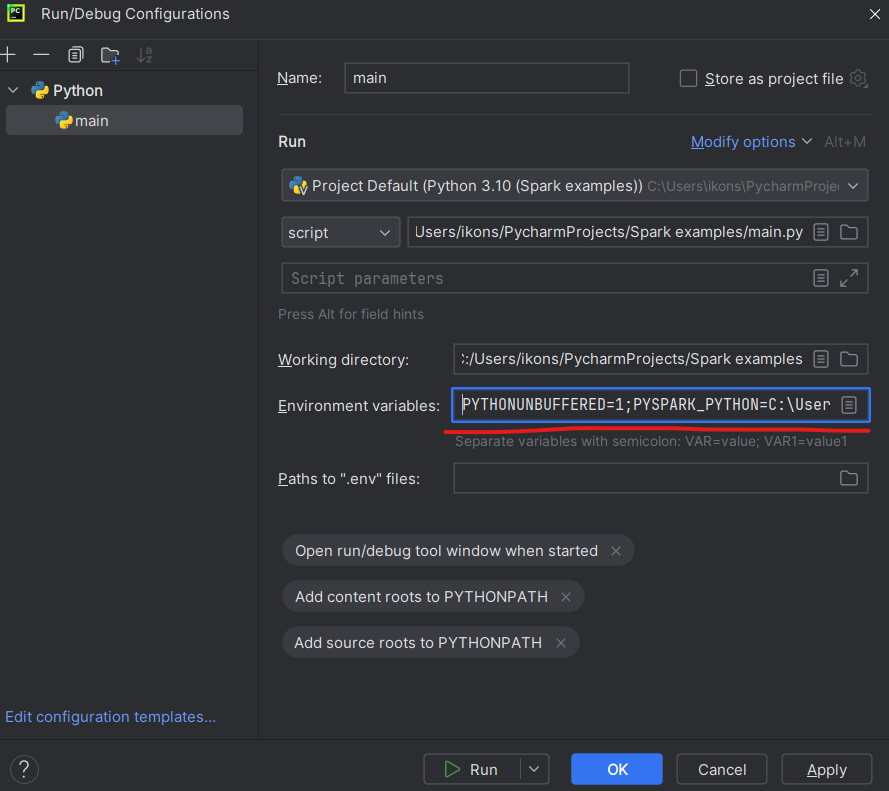 PC Run/Debug Configurations
Python
main
Name: main Store as project file
Run Modify options Alt+M
Project Default (Python 3.10 (Spark examples)) C:\Users\ikons\PycharmProje
script Users/ikons/PycharmProjects/Spark examples/main.py
Script parameters
Press Alt for field hints
Working directory: :/Users/ikons/PycharmProjects/Spark examples
Environment variables: PYTHONUNBUFFERED=1;PYSPARK_PYTHON=C:\User
Separate variables with semicolon: VAR=value; VAR1=value1
Paths to ".env" files:
Open run/debug tool window when started
Add content roots to PYTHONPATH
Add source roots to PYTHONPATH
Edit configuration templates...
? Run OK Cancel Apply